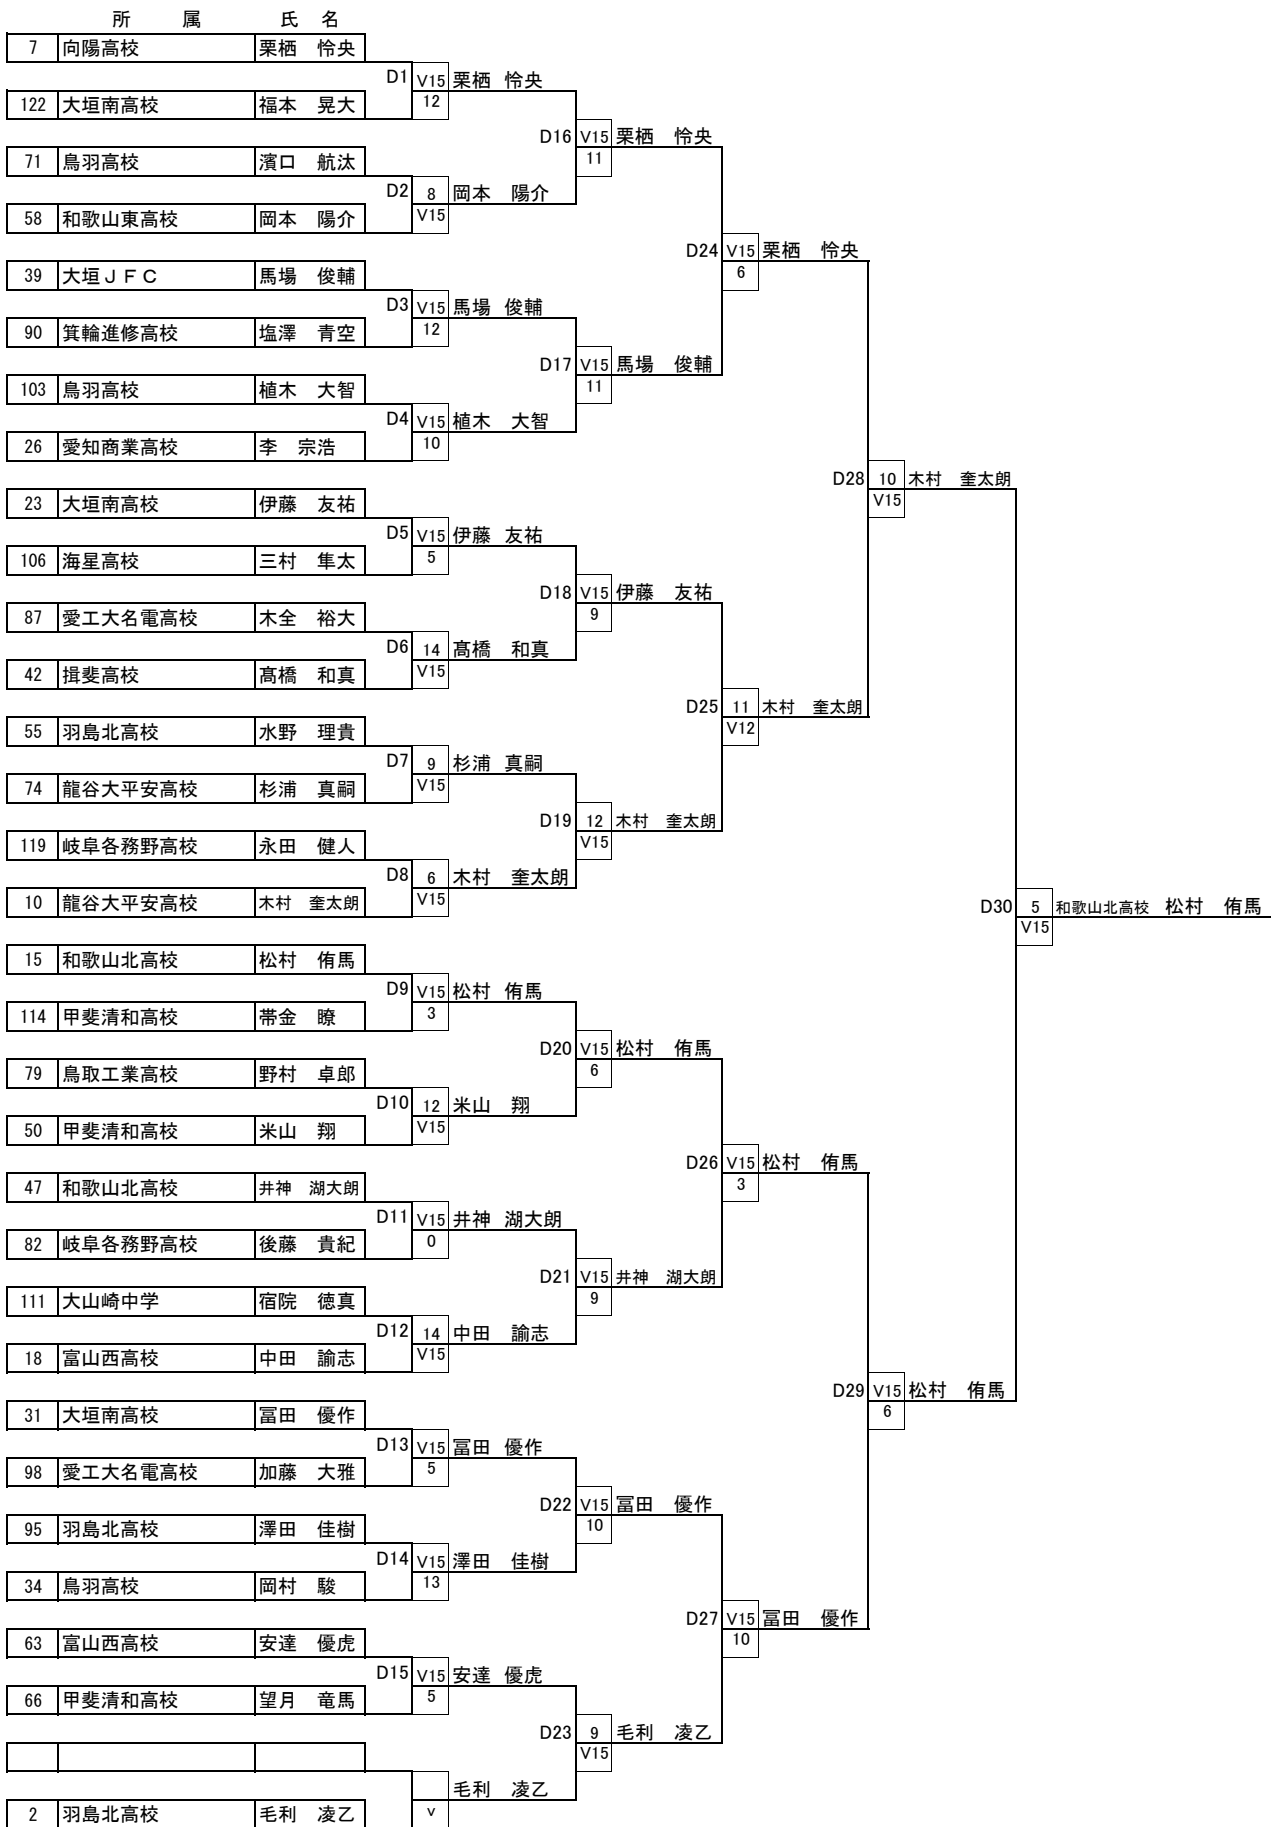 所　属　氏　名
7 向陽高校 栗栖　怜央
D1 V15 栗栖 怜央
122 大垣南高校 福本　晃大 12
D16 V15 栗栖　怜央
71 鳥羽高校 濱口　航汰 11
D2 8 岡本　陽介
58 和歌山東高校 岡本　陽介 V15
D24 V15 栗栖　怜央
39 大垣ＪＦＣ 馬場　俊輔 6
D3 V15 馬場 俊輔
90 箕輪進修高校 塩澤　青空 12
D17 V15 馬場　俊輔
103 鳥羽高校 植木　大智 11
D4 V15 植木　大智
26 愛知商業高校 李　宗浩 10
D28 10 木村　奎太朗
23 大垣南高校 伊藤　友祐 V15
D5 V15 伊藤 友祐
106 海星高校 三村　隼太 5
D18 V15 伊藤　友祐
87 愛工大名電高校 木全　裕大 9
D6 14 髙橋　和真
42 揖斐高校 髙橋　和真 V15
D25 11 木村　奎太朗
55 羽島北高校 水野　理貴 V12
D7 9 杉浦 真嗣
74 龍谷大平安高校 杉浦　真嗣 V15
D19 12 木村　奎太朗
119 岐阜各務野高校 永田　健人 V15
D8 6 木村　奎太朗
10 龍谷大平安高校 木村　奎太朗 V15
D30 5 和歌山北高校 松村　侑馬
V15
15 和歌山北高校 松村　侑馬
D9 V15 松村 侑馬
114 甲斐清和高校 帯金　瞭 3
D20 V15 松村　侑馬
79 鳥取工業高校 野村　卓郎 6
D10 12 米山　翔
50 甲斐清和高校 米山　翔 V15
D26 V15 松村　侑馬
47 和歌山北高校 井神　湖大朗 3
D11 V15 井神 湖大朗
82 岐阜各務野高校 後藤　貴紀 0
D21 V15 井神　湖大朗
111 大山崎中学 宿院　徳真 9
D12 14 中田　諭志
18 富山西高校 中田　諭志 V15
D29 V15 松村　侑馬
31 大垣南高校 冨田　優作 6
D13 V15 冨田 優作
98 愛工大名電高校 加藤　大雅 5
D22 V15 冨田　優作
95 羽島北高校 澤田　佳樹 10
D14 V15 澤田　佳樹
34 鳥羽高校 岡村　駿 13
D27 V15 冨田　優作
63 富山西高校 安達　優虎 10
D15 V15 安達 優虎
66 甲斐清和高校 望月　竜馬 5
D23 9 毛利　凌乙
V15
毛利　凌乙
2 羽島北高校 毛利　凌乙 v